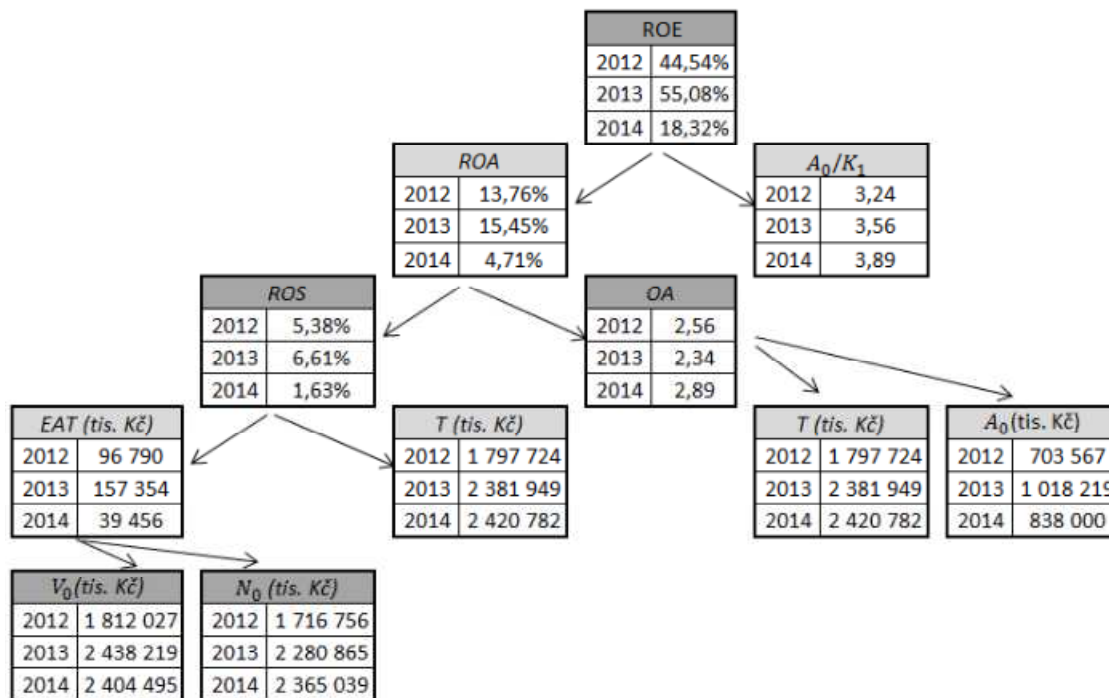 ROE
2012 44,54%
2013 55,08%
2014 18,32%
ROA
2012 13,76%
2013 15,45%
2014 4,71%
A₀/K₁
2012 3,24
2013 3,56
2014 3,89
ROS
2012 5,38%
2013 6,61%
2014 1,63%
OA
2012 2,56
2013 2,34
2014 2,89
EAT (tis. Kč)
2012 96 790
2013 157 354
2014 39 456
T (tis. Kč)
2012 1 797 724
2013 2 381 949
2014 2 420 782
T (tis. Kč)
2012 1 797 724
2013 2 381 949
2014 2 420 782
A₀(tis. Kč)
2012 703 567
2013 1 018 219
2014 838 000
V₀(tis. Kč)
2012 1 812 027
2013 2 438 219
2014 2 404 495
N₀ (tis. Kč)
2012 1 716 756
2013 2 280 865
2014 2 365 039